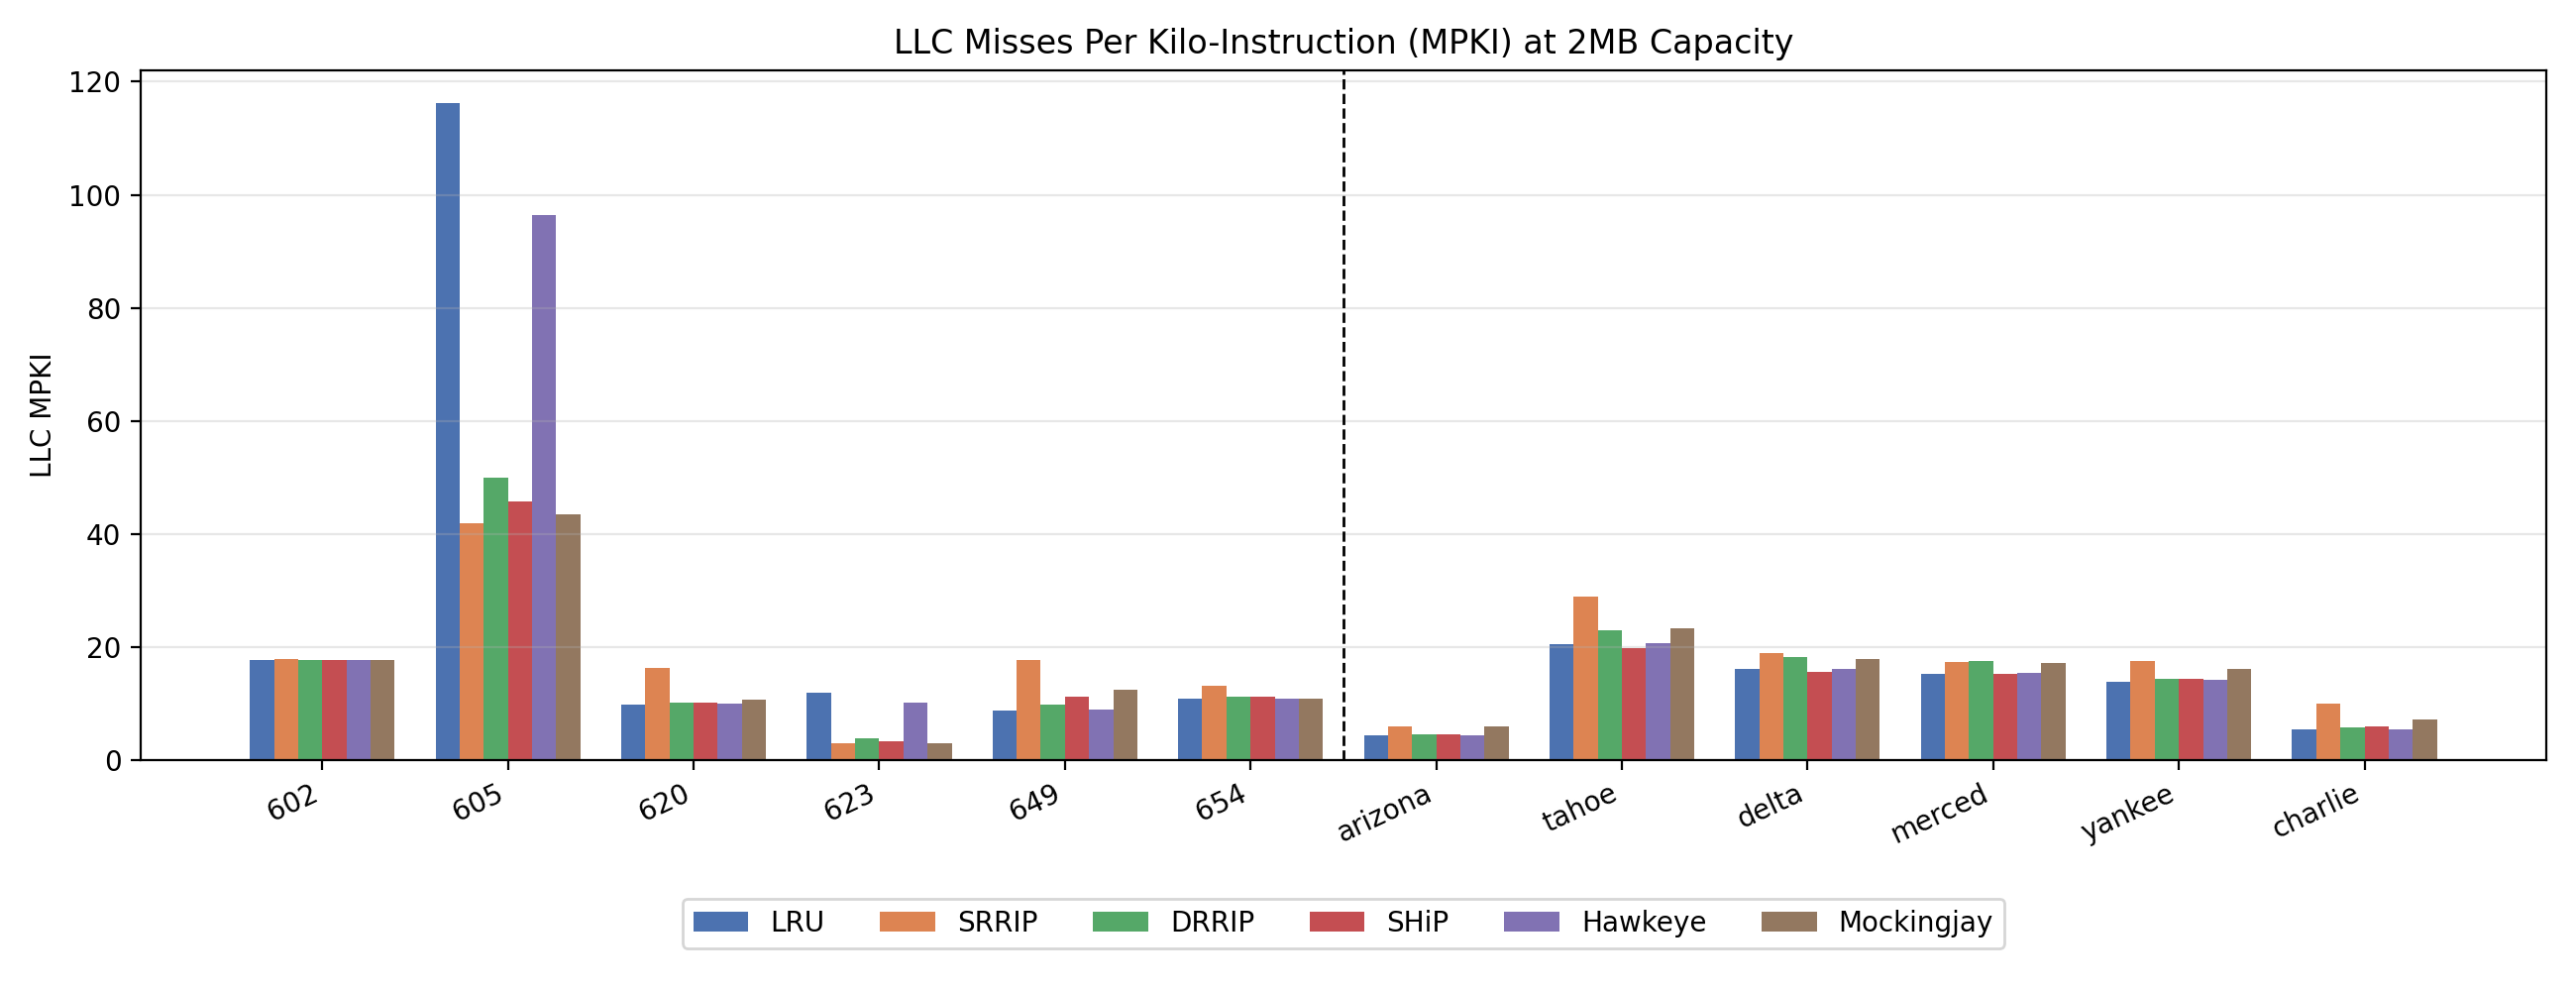 LLC Misses Per Kilo-Instruction (MPKI) at 2MB Capacity
LLC MPKI
120
100
80
60
40
20
0
602 605 620 623 649 654 arizona tahoe delta merced yankee charlie
LRU SRRIP DRRIP SHiP Hawkeye Mockingjay